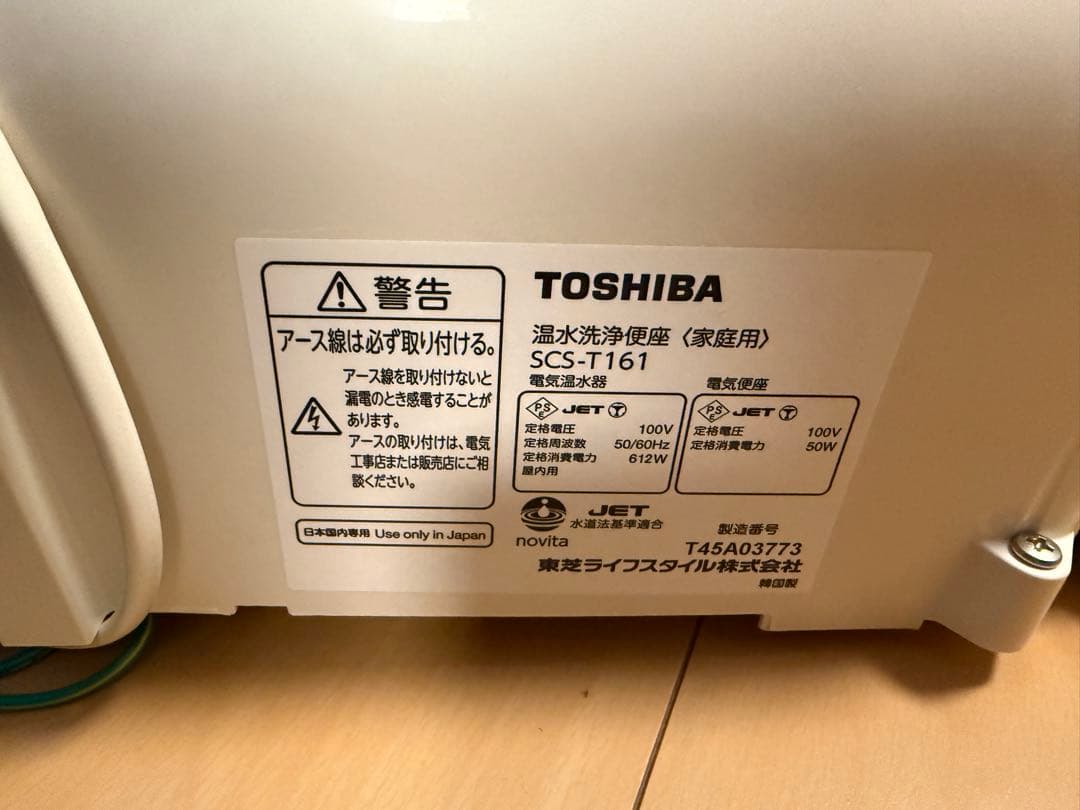 警告
アース線は必ず取り付ける。
アース線を取り付けないと
漏電のとき感電することが
あります。
アースの取り付けは、電気
工事店または販売店にご相
談ください。
日本国内専用 Use only in Japan
TOSHIBA
温水洗浄便座〈家庭用〉
SCS-T161
電気温水器
PS
E
JET T
定格電圧 100V
定格周波数 50/60Hz
定格消費電力 612W
屋内用
電気便座
PS
E
JET T
定格電圧 100V
定格消費電力 50W
novita
JET
水道法基準適合
製造番号
T45A03773
東芝ライフスタイル株式会社
韓国製